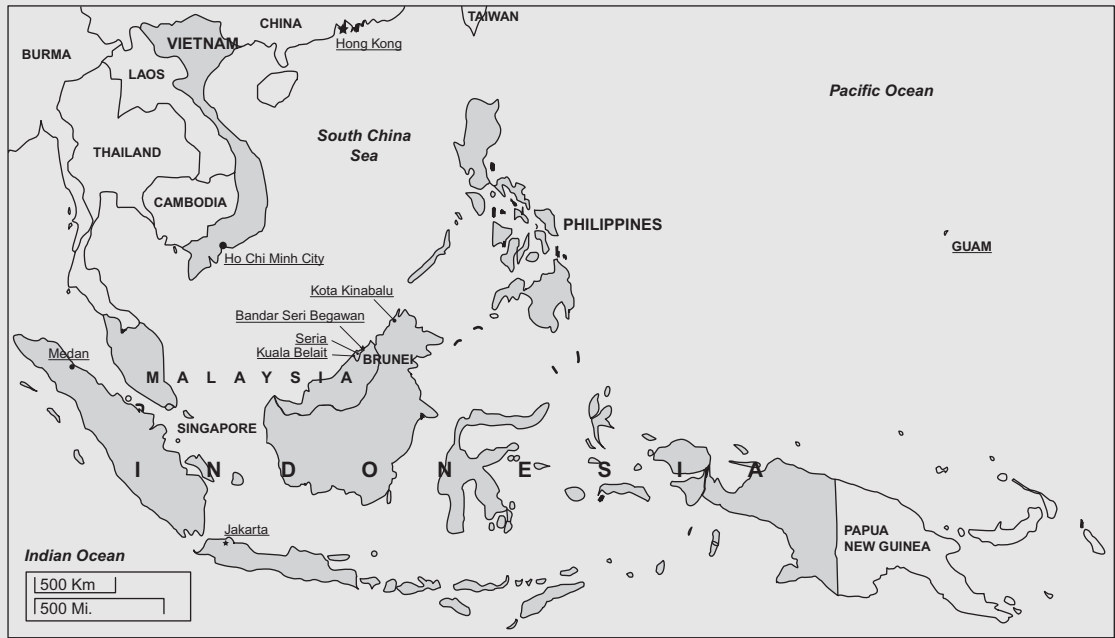 TAIWAN
CHINA
VIETNAM
Hong Kong
BURMA
LAOS
Pacific Ocean
South China
Sea
THAILAND
CAMBODIA
PHILIPPINES
GUAM
Ho Chi Minh City
Kota Kinabalu
Bandar Seri Begawan
Seria
Kuala Belait
BRUNEI
Medan
MALAYSIA
SINGAPORE
INDONESIA
Jakarta
PAPUA
NEW GUINEA
Indian Ocean
500 Km
500 Mi.